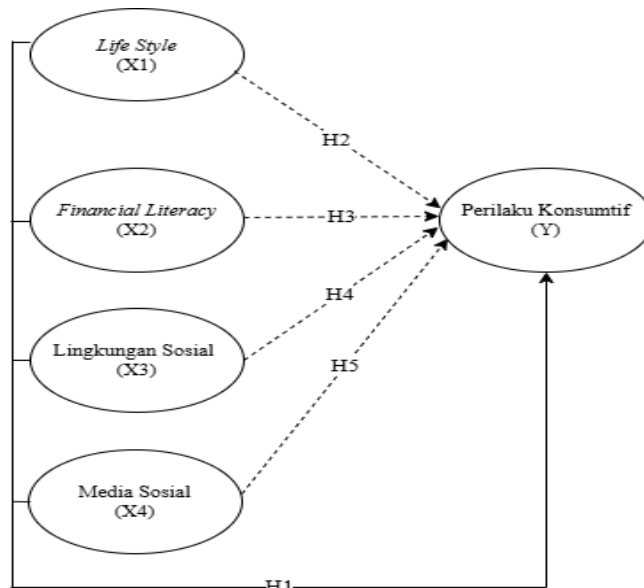 Life Style
(X1)
H2
Financial Literacy
(X2)
H3
Perilaku Konsumtif
(Y)
H4
Lingkungan Sosial
(X3)
H5
Media Sosial
(X4)
H1